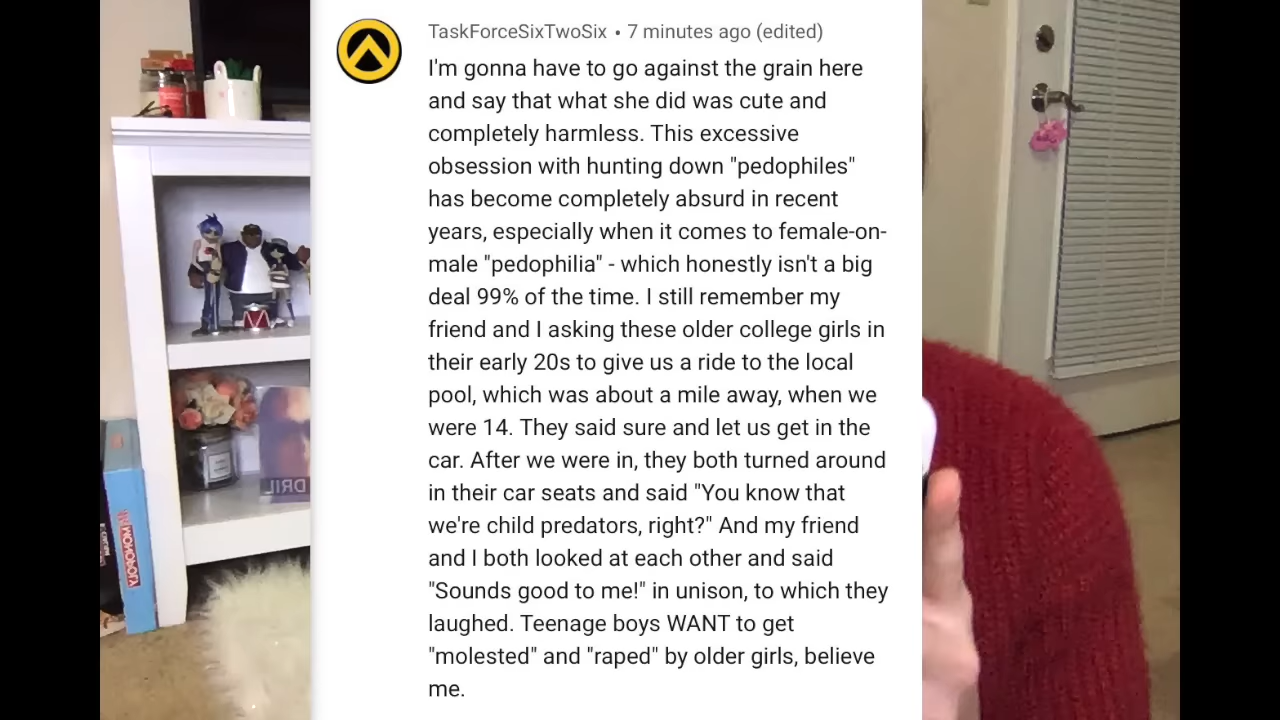 TaskForceSixTwoSix • 7 minutes ago (edited)
I'm gonna have to go against the grain here
and say that what she did was cute and
completely harmless. This excessive
obsession with hunting down "pedophiles"
has become completely absurd in recent
years, especially when it comes to female-on-
male "pedophilia" - which honestly isn't a big
deal 99% of the time. I still remember my
friend and I asking these older college girls in
their early 20s to give us a ride to the local
pool, which was about a mile away, when we
were 14. They said sure and let us get in the
car. After we were in, they both turned around
in their car seats and said "You know that
we're child predators, right?" And my friend
and I both looked at each other and said
"Sounds good to me!" in unison, to which they
laughed. Teenage boys WANT to get
"molested" and "raped" by older girls, believe
me.
DRIL
MONOPOLY